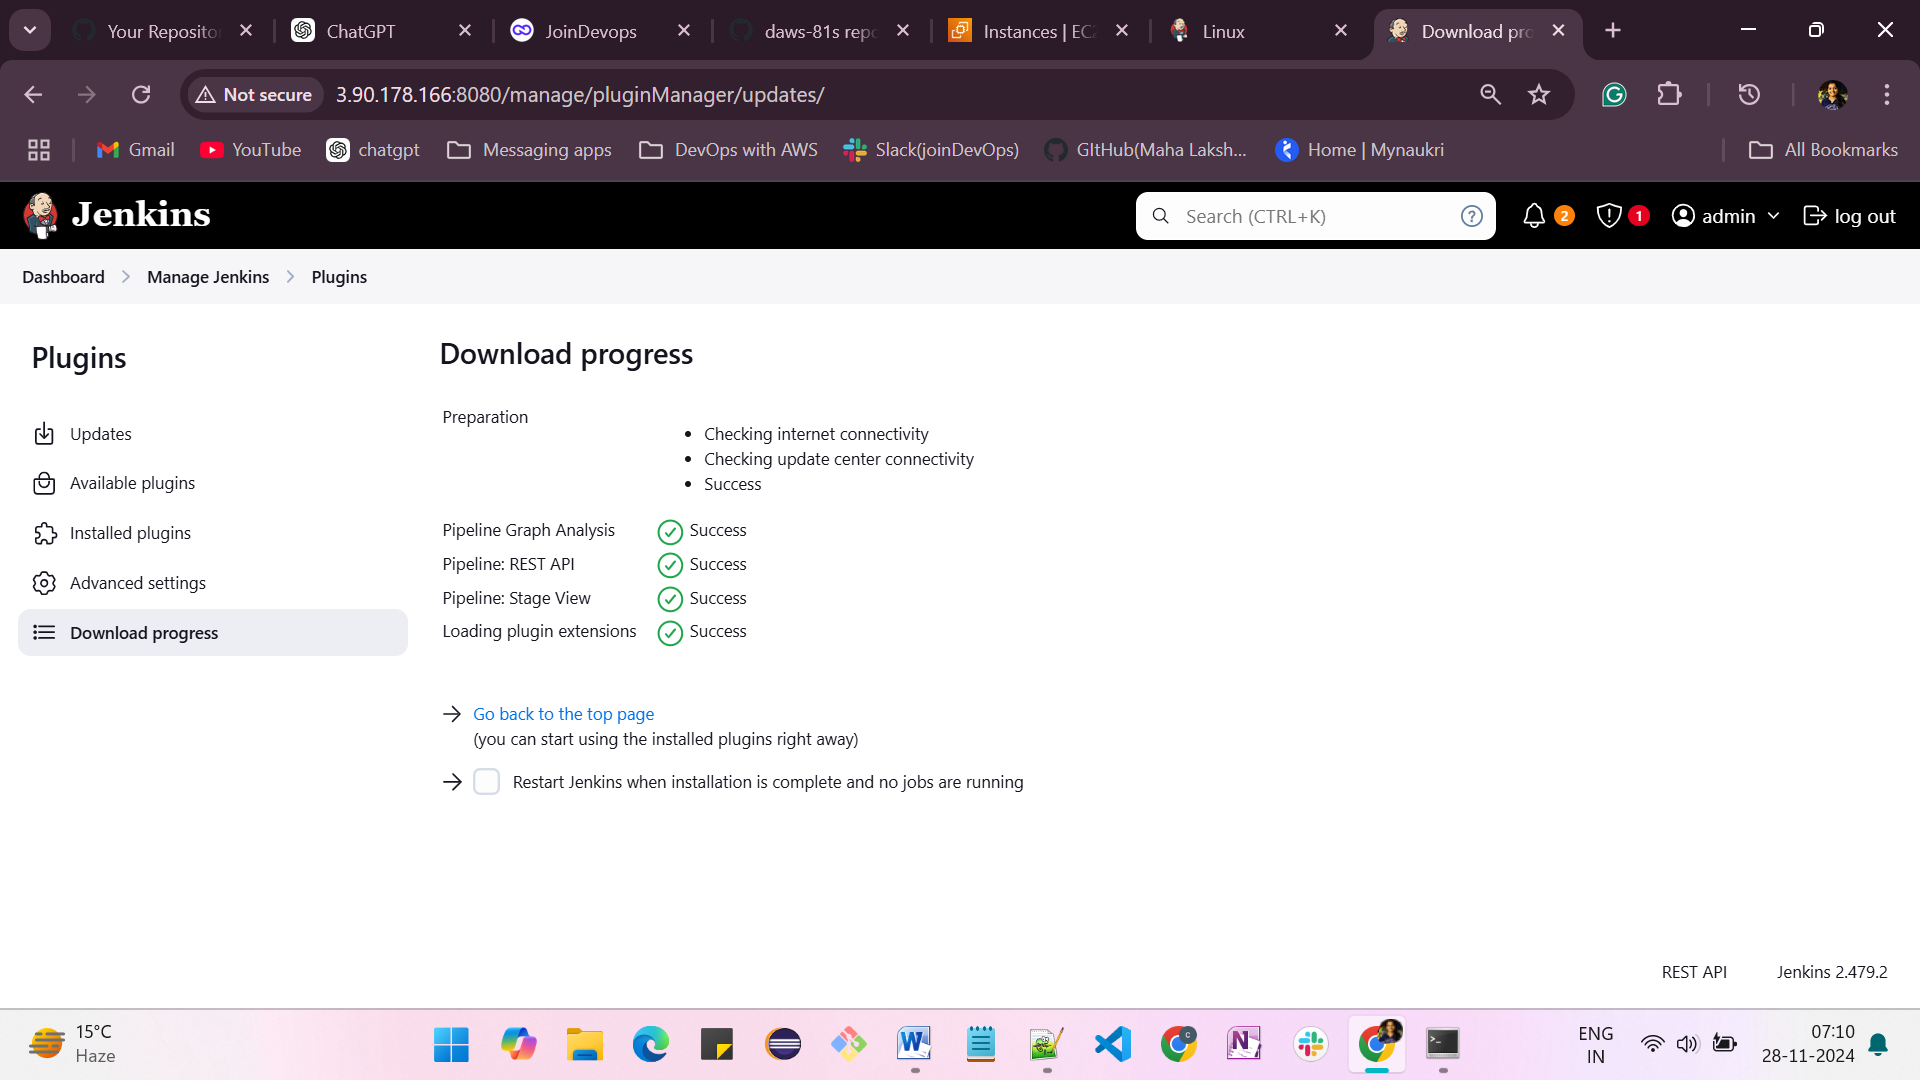 Your Reposito
ChatGPT
JoinDevops
daws-81s repo
Instances | EC2
Linux
Download pro
Not secure
3.90.178.166:8080/manage/pluginManager/updates/
Gmail
YouTube
chatgpt
Messaging apps
DevOps with AWS
Slack(joinDevOps)
GItHub(Maha Laksh...
Home | Mynaukri
All Bookmarks
Jenkins
Search (CTRL+K)
?
2
1
admin
log out
Dashboard
Manage Jenkins
Plugins
Plugins
Updates
Available plugins
Installed plugins
Advanced settings
Download progress
Download progress
Preparation
• Checking internet connectivity
• Checking update center connectivity
• Success
Pipeline Graph Analysis Success
Pipeline: REST API Success
Pipeline: Stage View Success
Loading plugin extensions Success
→ Go back to the top page
(you can start using the installed plugins right away)
→ Restart Jenkins when installation is complete and no jobs are running
REST API
Jenkins 2.479.2
15°C
Haze
ENG
IN
07:10
28-11-2024